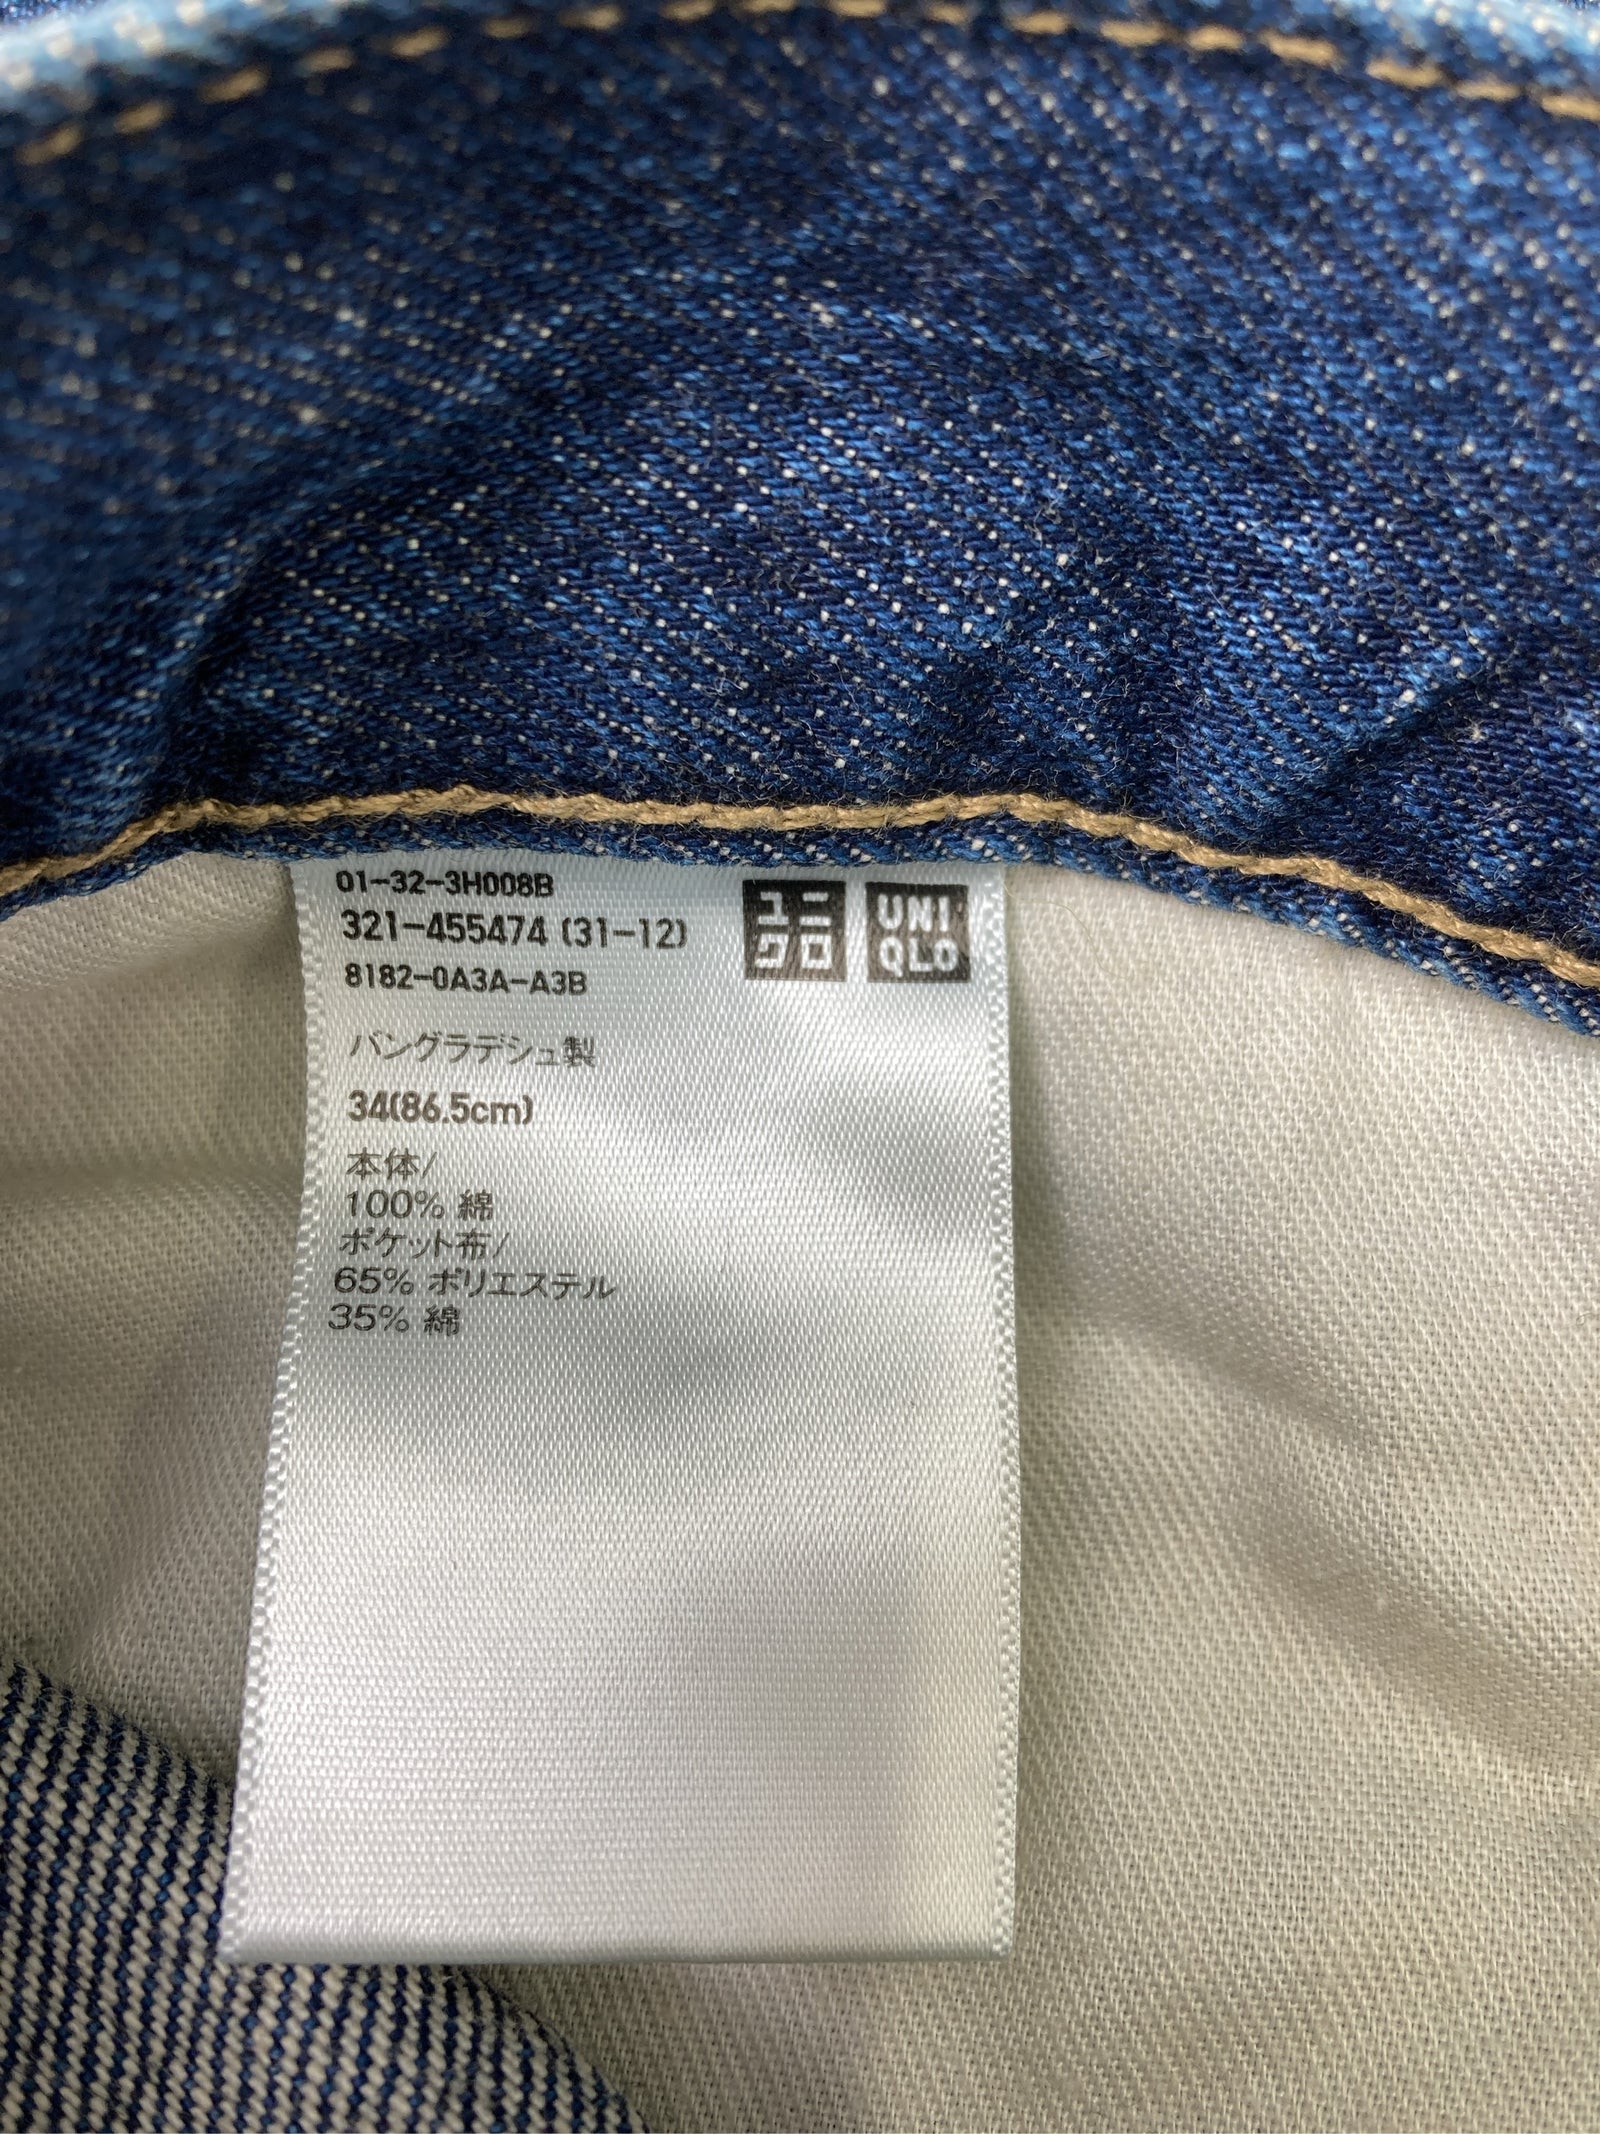 01-32-3H008B
321-455474 (31-12)
8182-0A3A-A3B
ユニクロ
UNIQLO
バングラデシュ製
34(86.5cm)
本体/
100% 綿
ポケット布/
65% ポリエステル
35% 綿